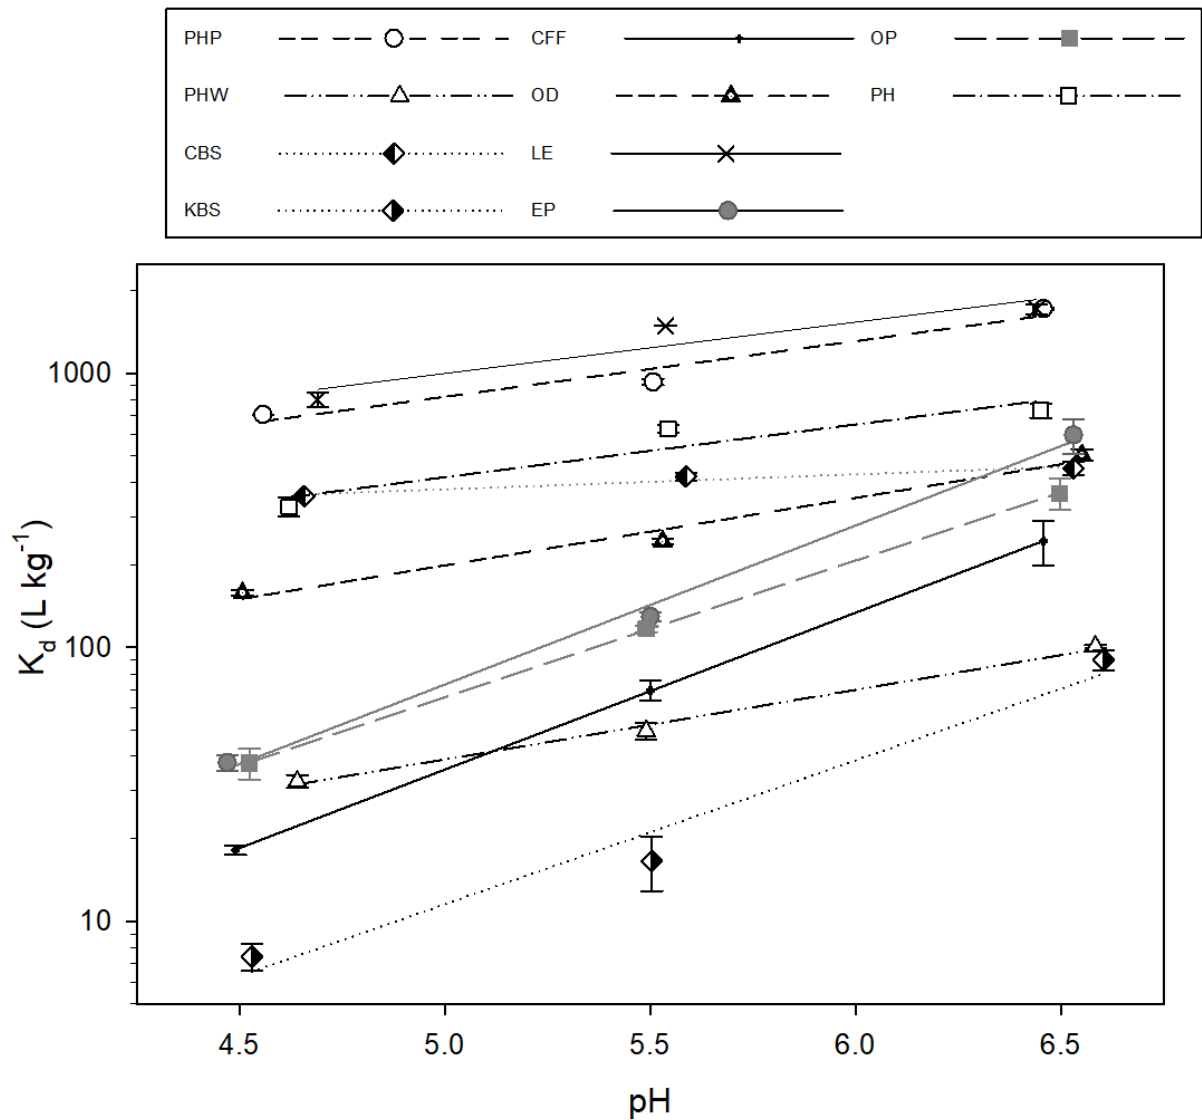 PHP CFF OP
PHW OD PH
CBS LE
KBS EP
1000
100
10
K_d (L kg⁻¹)
4.5 5.0 5.5 6.0 6.5
pH